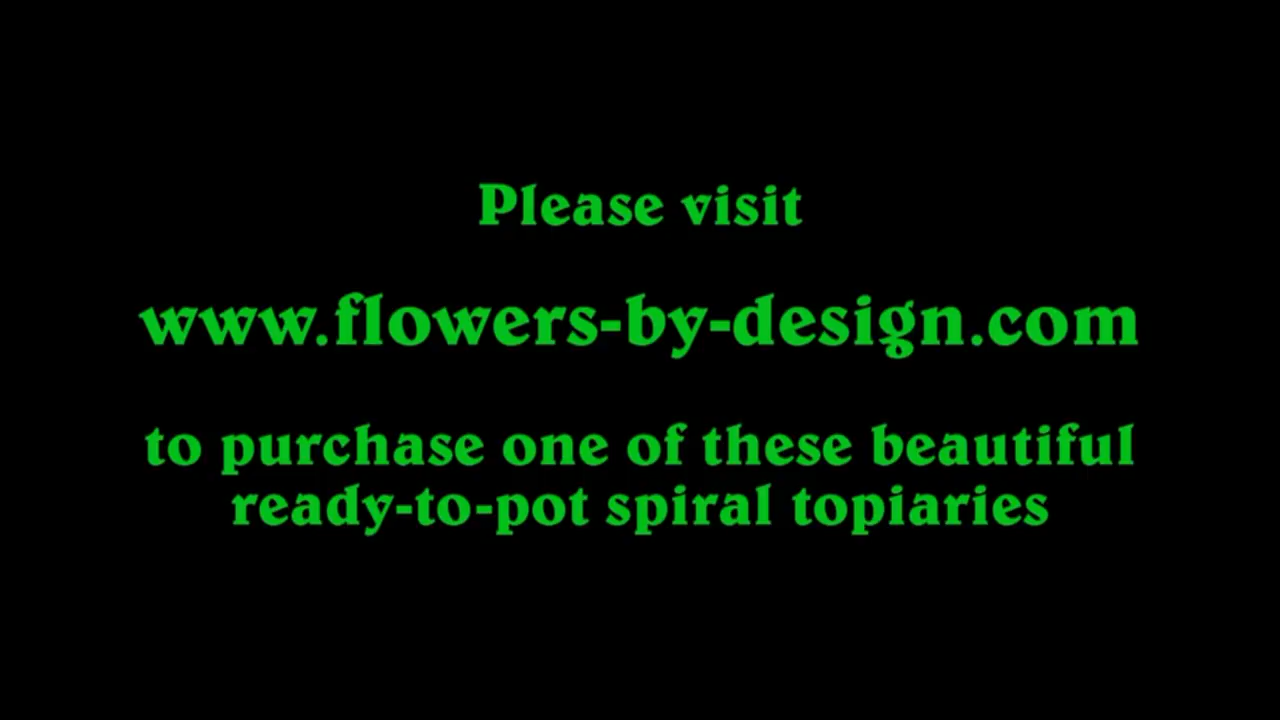 Please visit
www.flowers-by-design.com
to purchase one of these beautiful
ready-to-pot spiral topiaries